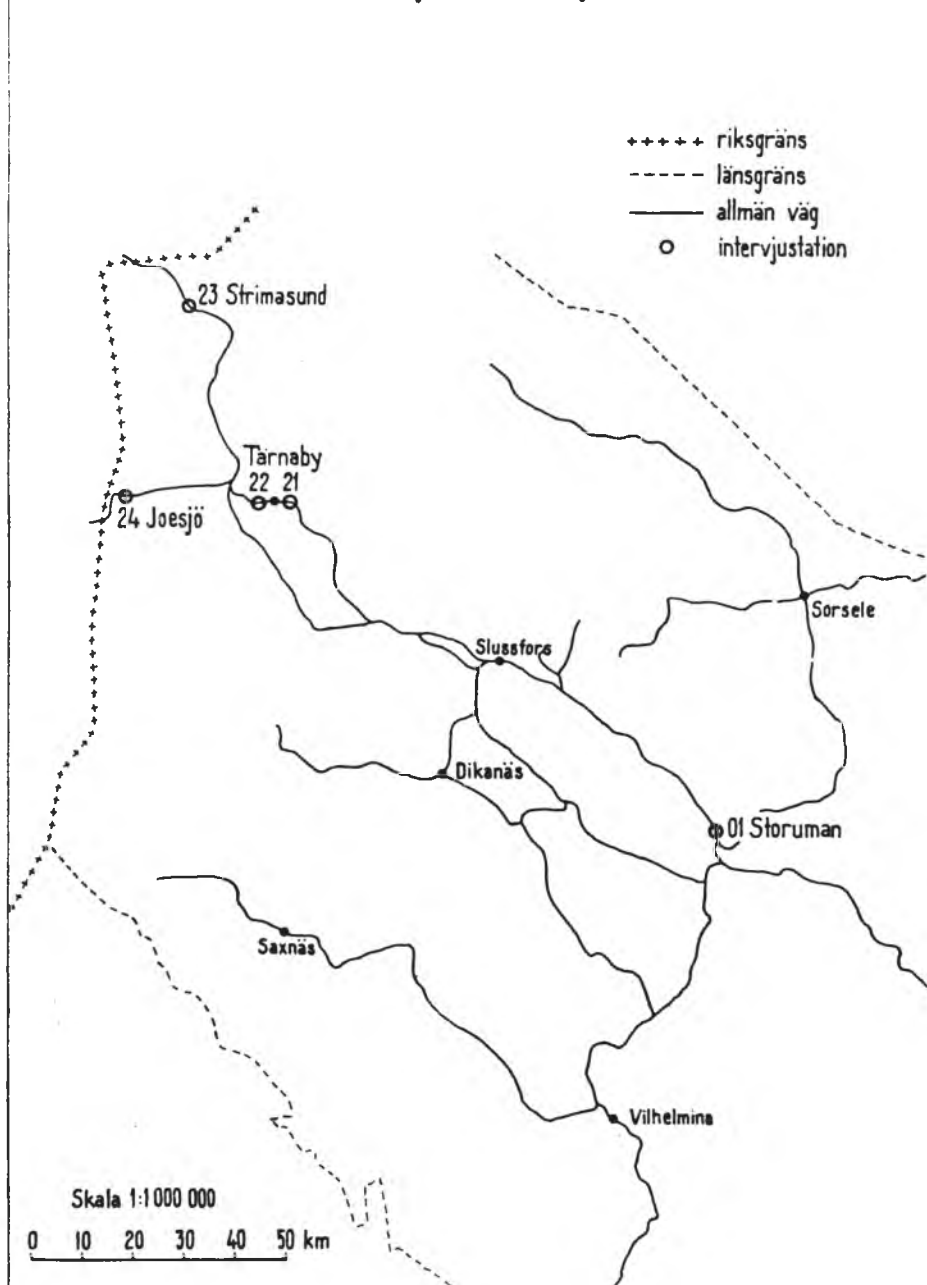 riksgräns
länsgräns
allmän väg
intervjustation
23 Strimasund
Tärnaby
22 21
24 Joesjö
Sorsele
Slussfors
Dikanäs
01 Storuman
Saxnäs
Vilhelmina
Skala 1:1 000 000
0 10 20 30 40 50 km